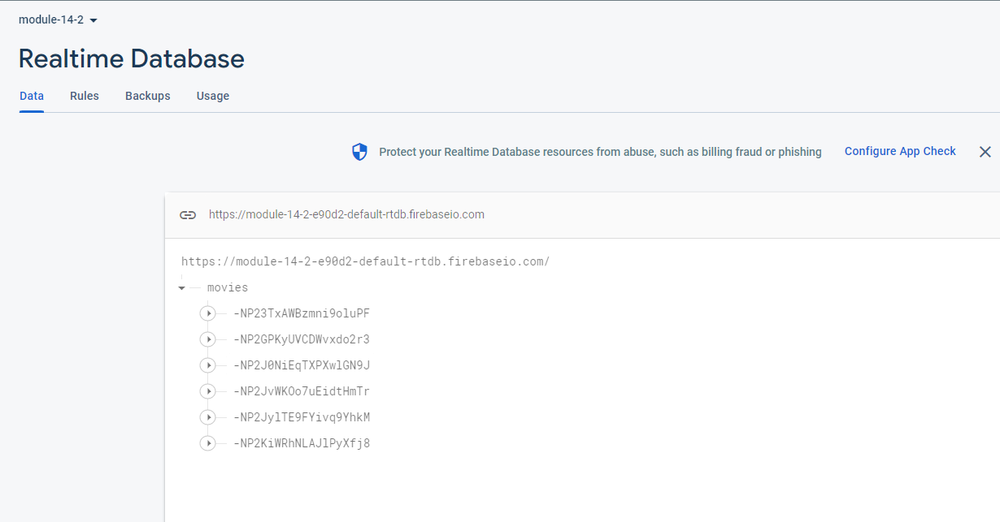 module-14-2
Realtime Database
Data Rules Backups Usage
Protect your Realtime Database resources from abuse, such as billing fraud or phishing Configure App Check
https://module-14-2-e90d2-default-rtdb.firebaseio.com
https://module-14-2-e90d2-default-rtdb.firebaseio.com/
movies
-NP23TxAWBzmni9oluPF
-NP2GPKyUVCDWvxdo2r3
-NP2J0NiEqTXPXwlGN9J
-NP2JvWKOo7uEidtHmTr
-NP2JylTE9FYivq9YhkM
-NP2KiWRhNLAJlPyXfj8